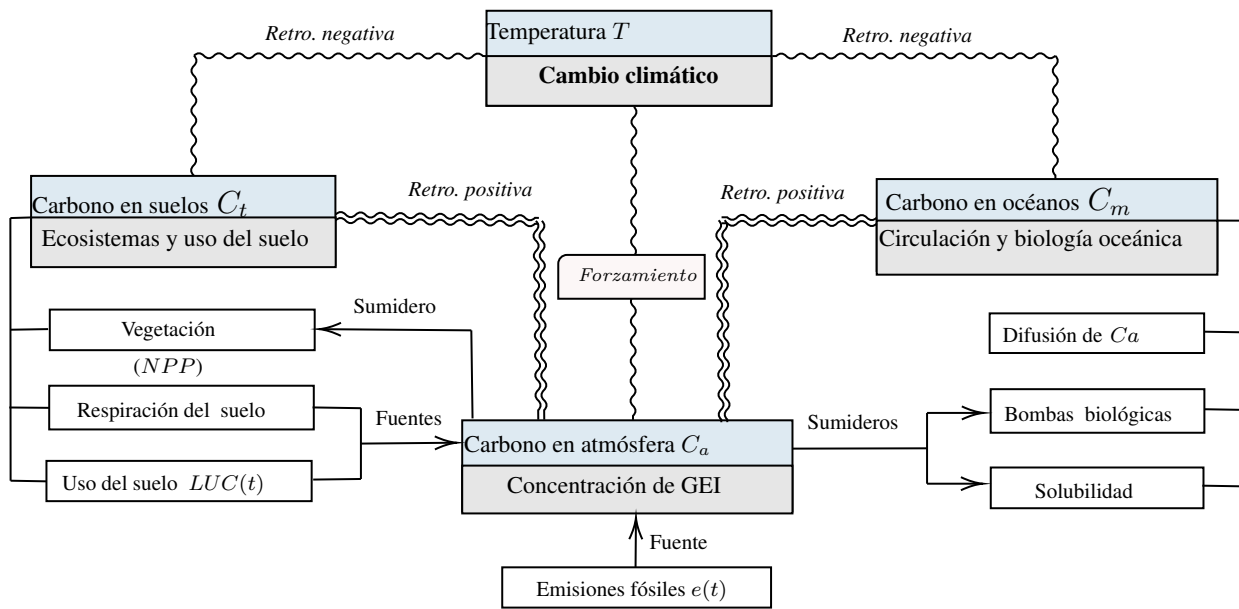 Retro. negativa
Temperatura T
Retro. negativa
Cambio climático
Carbono en suelos C_t
Retro. positiva
Retro. positiva
Carbono en océanos C_m
Ecosistemas y uso del suelo
Circulación y biología oceánica
Forzamiento
Sumidero
Vegetación
(NPP)
Difusión de Ca
Respiración del suelo
Fuentes
Sumideros
Bombas biológicas
Carbono en atmósfera C_a
Uso del suelo LUC(t)
Concentración de GEI
Solubilidad
Fuente
Emisiones fósiles e(t)